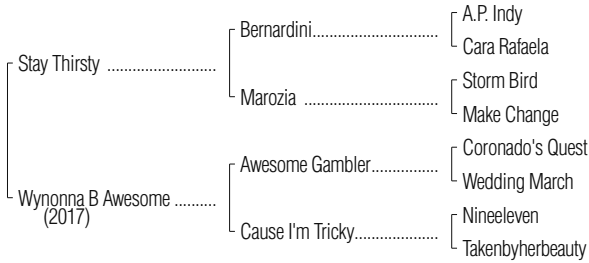 A.P. Indy
Bernardini..............................
Cara Rafaela
Stay Thirsty ..........................
Storm Bird
Marozia ................................
Make Change
Coronado's Quest
Awesome Gambler................
Wedding March
Wynonna B Awesome ..........
(2017)
Nineeleven
Cause I'm Tricky....................
Takenbyherbeauty